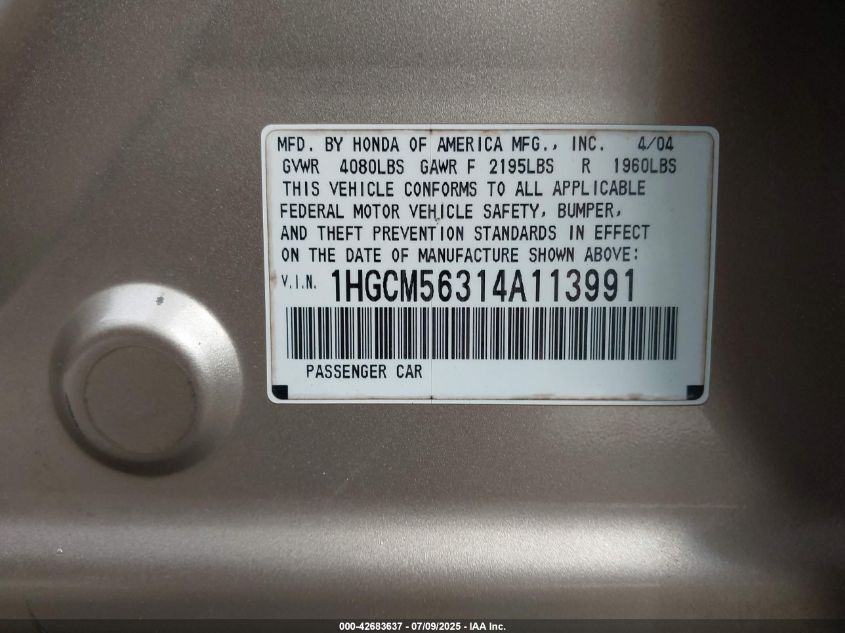 MFD. BY HONDA OF AMERICA MFG., INC. 4/04
GVWR 4080LBS GAWR F 2195LBS R 1960LBS
THIS VEHICLE CONFORMS TO ALL APPLICABLE
FEDERAL MOTOR VEHICLE SAFETY, BUMPER,
AND THEFT PREVENTION STANDARDS IN EFFECT
ON THE DATE OF MANUFACTURE SHOWN ABOVE:
V.I.N. 1HGCM56314A113991
PASSENGER CAR
000-42683637 - 07/09/2025 - IAA Inc.